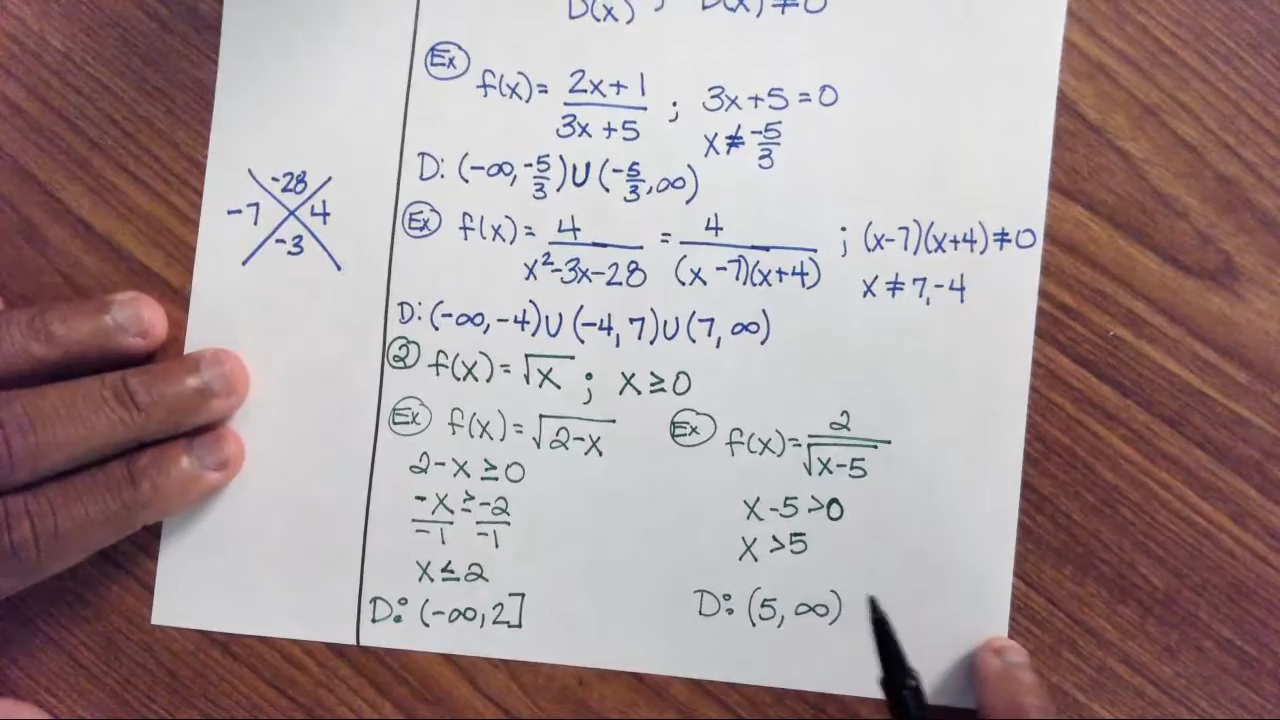 D(x) ; D(x) ≠ 0
Ex f(x) = 2x+1 / 3x+5 ; 3x+5=0
x ≠ -5/3
D: (-∞, -5/3) ∪ (-5/3, ∞)
-28
-7 4
-3
Ex f(x) = 4 / x²-3x-28 = 4 / (x-7)(x+4) ; (x-7)(x+4) ≠ 0
x ≠ 7, -4
D: (-∞, -4) ∪ (-4, 7) ∪ (7, ∞)
2 f(x) = √x ; x ≥ 0
Ex f(x) = √2-x
2-x ≥ 0
-x/-1 ≥ -2/-1
x ≤ 2
D: (-∞, 2]
Ex f(x) = 2 / √x-5
x-5 > 0
x > 5
D: (5, ∞)